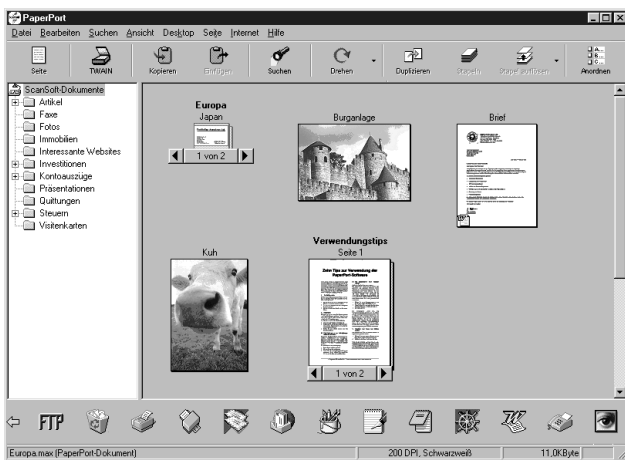 PaperPort
Datei Bearbeiten Suchen Ansicht Desktop Seite Internet Hilfe
Seite TWAIN Kopieren Einfügen Suchen Drehen Duplizieren Stapeln Stapel auflösen Anordnen
ScanSoft-Dokumente
Artikel
Faxe
Fotos
Immobilien
Interessante Websites
Investitionen
Kontoauszüge
Präsentationen
Quittungen
Steuern
Visitenkarten
Europa
Japan
1 von 2
Burganlage
Brief
Kuh
Verwendungstips
Seite 1
Zehn Tips zur Verwendung der
PaperPort-Software
1 von 2
FTP
Europa.max (PaperPort-Dokument) 200 DPI, Schwarzweiß 11,0KByte